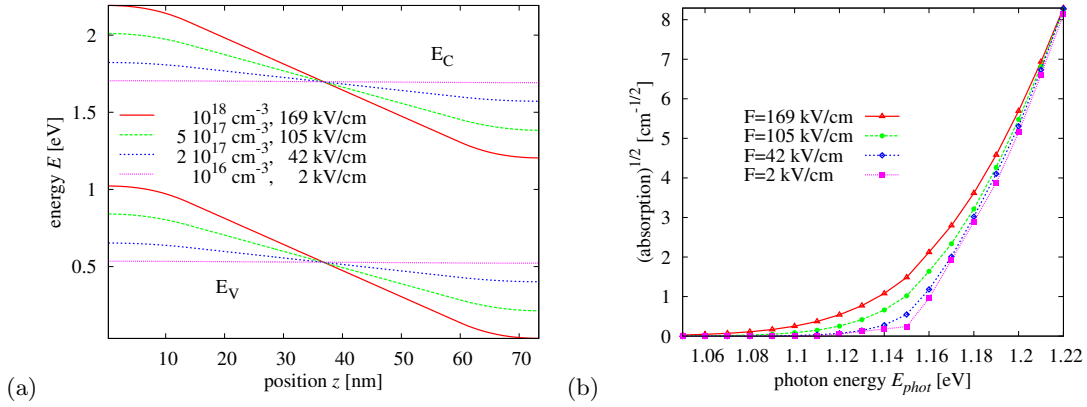 2
1.5
1
0.5
energy E [eV]
E_C
E_V
10^18 cm^-3, 169 kV/cm
5 10^17 cm^-3, 105 kV/cm
2 10^17 cm^-3, 42 kV/cm
10^16 cm^-3, 2 kV/cm
10 20 30 40 50 60 70
position z [nm]
(a)
8
7
6
5
4
3
2
1
0
(absorption)^1/2 [cm^-1/2]
F=169 kV/cm
F=105 kV/cm
F=42 kV/cm
F=2 kV/cm
1.06 1.08 1.1 1.12 1.14 1.16 1.18 1.2 1.22
photon energy E_phot [eV]
(b)